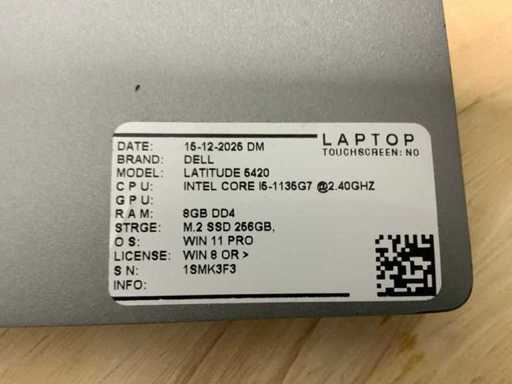 LAPTOP
TOUCHSCREEN: NO
DATE: 15-12-2025 DM
BRAND: DELL
MODEL: LATITUDE 5420
CPU: INTEL CORE I5-1135G7 @2.40GHZ
GPU:
RAM: 8GB DD4
STRGE: M.2 SSD 256GB,
OS: WIN 11 PRO
LICENSE: WIN 8 OR >
SN: 1SMK3F3
INFO: